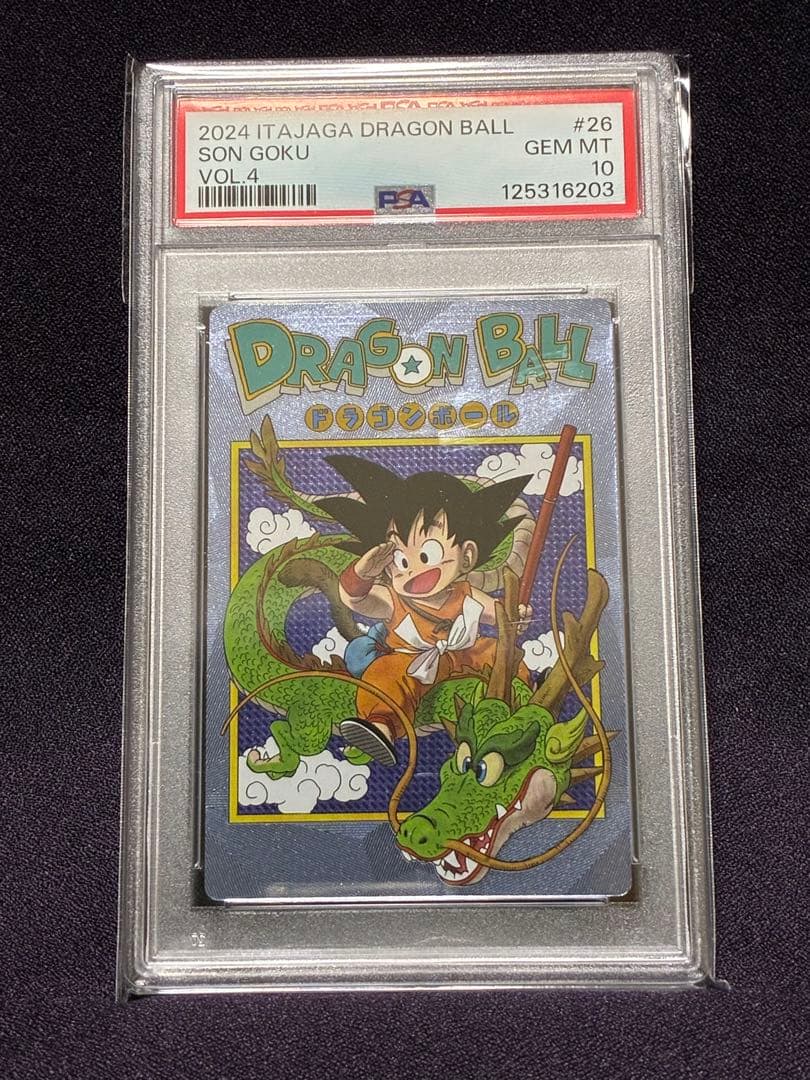 2024 ITAJAGA DRAGON BALL #26
SON GOKU GEM MT
VOL.4 10
PSA 125316203
DRAGON BALL
ドラゴンボール